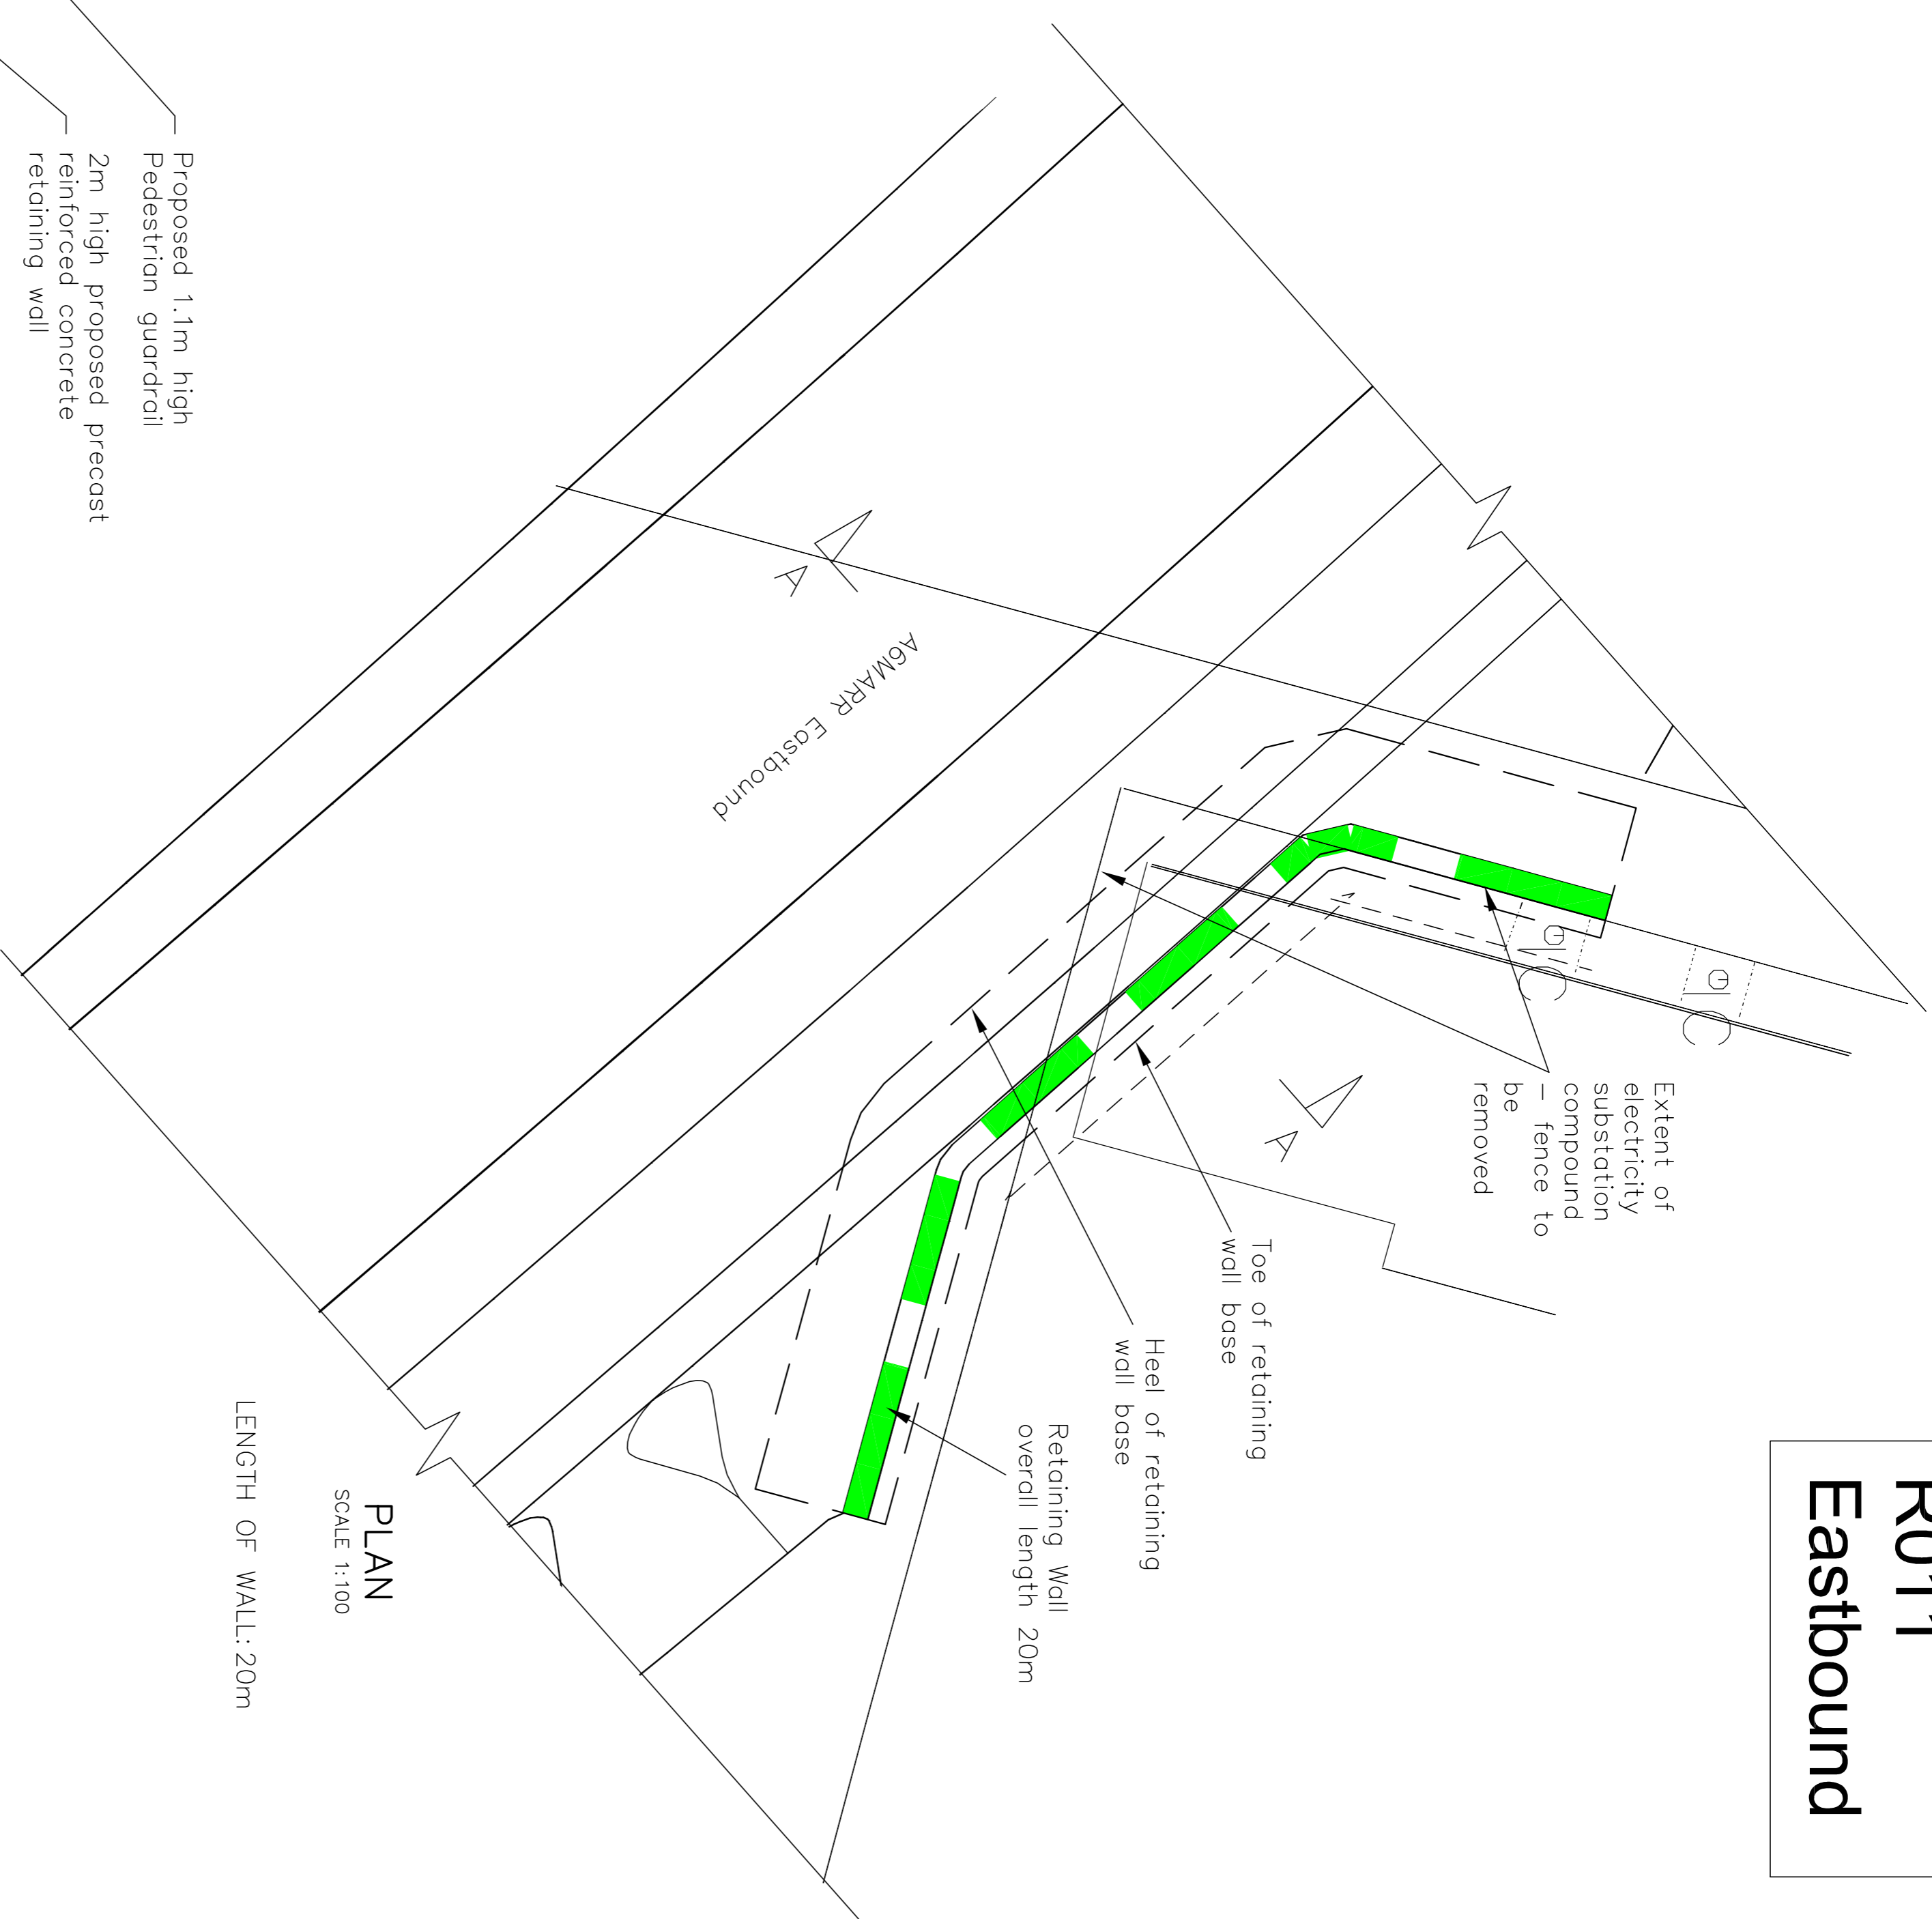 R011
Eastbound
Extent of
electricity
substation
compound
– fence to
be
removed
Toe of retaining
wall base
Heel of retaining
wall base
Retaining Wall
overall length 20m
A6MARR Eastbound
A
A
G
G
PLAN
SCALE 1:100
LENGTH OF WALL: 20m
Proposed 1.1m high
Pedestrian guardrail
2m high proposed precast
reinforced concrete
retaining wall